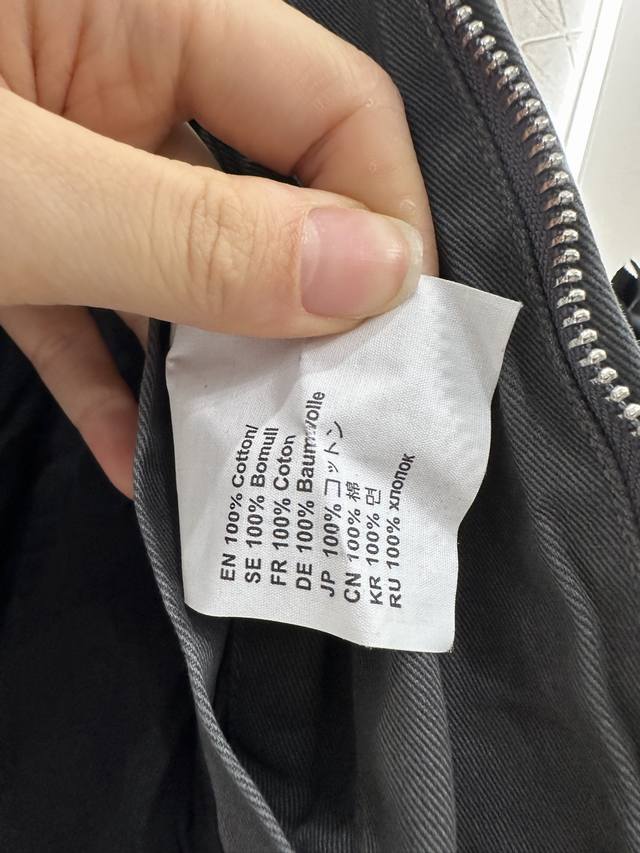 EN 100% Cotton/
SE 100% Bomull
FR 100% Coton
DE 100% Baumwolle
JP 100% コットン
CN 100% 棉
KR 100% 면
RU 100% хлопок